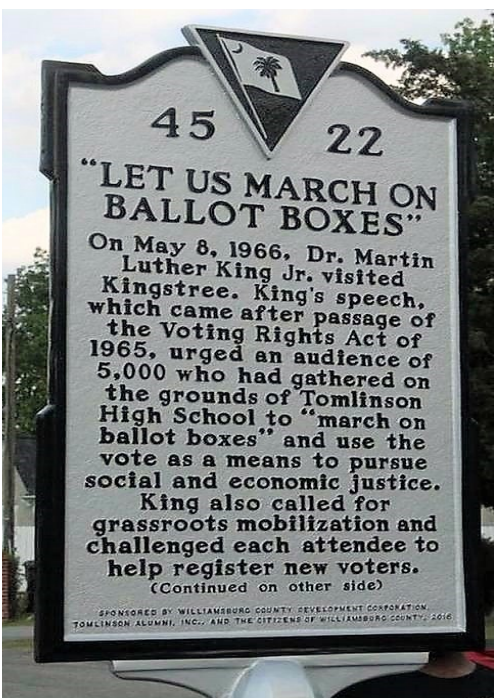 45 22
“LET US MARCH ON
BALLOT BOXES”
On May 8, 1966, Dr. Martin
Luther King Jr. visited
Kingstree. King's speech,
which came after passage of
the Voting Rights Act of
1965, urged an audience of
5,000 who had gathered on
the grounds of Tomlinson
High School to “march on
ballot boxes” and use the
vote as a means to pursue
social and economic justice.
King also called for
grassroots mobilization and
challenged each attendee to
help register new voters.
(Continued on other side)
SPONSORED BY WILLIAMSBURG COUNTY DEVELOPMENT CORPORATION,
TOMLINSON ALUMNI, INC., AND THE CITIZENS OF WILLIAMSBURG COUNTY, 2016